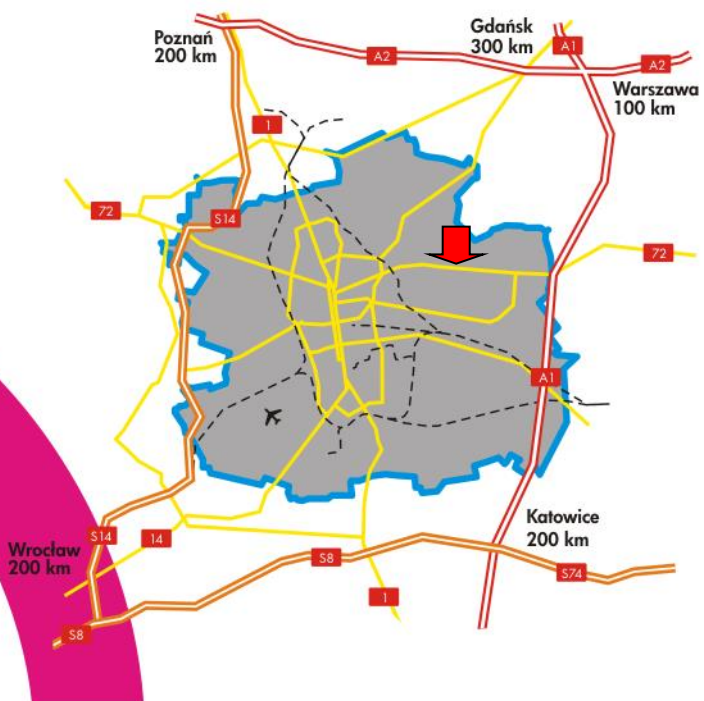 Poznań
200 km
Gdańsk
300 km
A1
A2
A2
Warszawa
100 km
1
72
S14
72
A1
Katowice
200 km
S14
14
Wrocław
200 km
S8
S74
1
S8